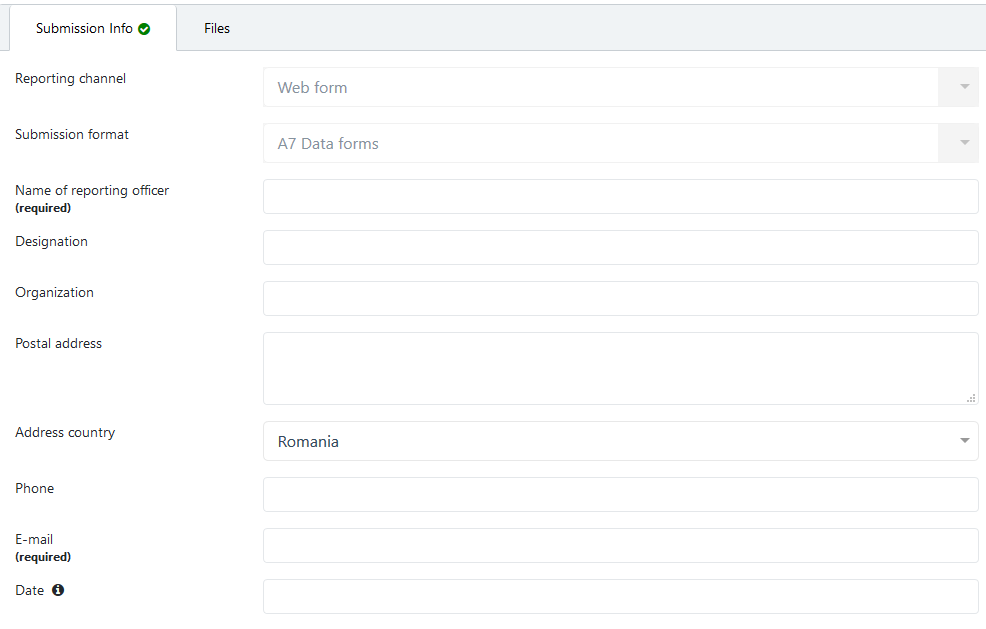 Submission Info
Files
Reporting channel
Web form
Submission format
A7 Data forms
Name of reporting officer
(required)
Designation
Organization
Postal address
Address country
Romania
Phone
E-mail
(required)
Date